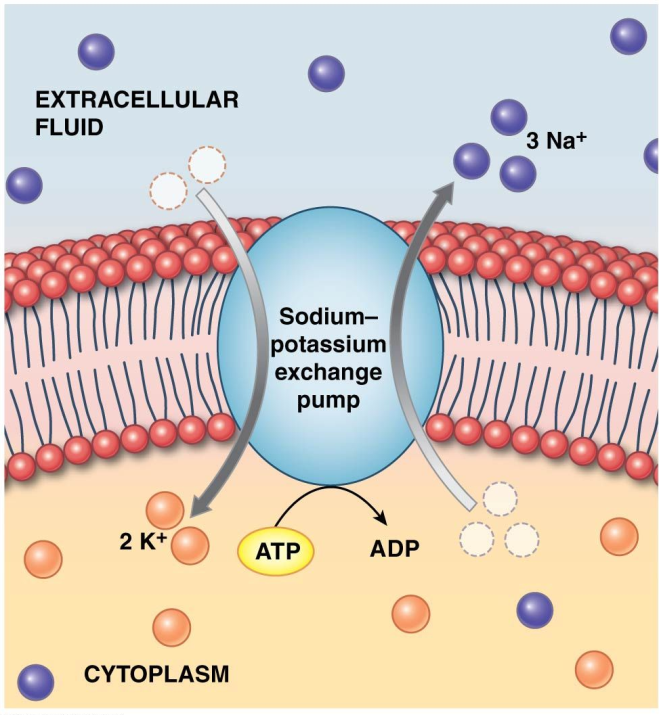 EXTRACELLULAR
FLUID
3 Na⁺
Sodium–
potassium
exchange
pump
2 K⁺
ATP
ADP
CYTOPLASM